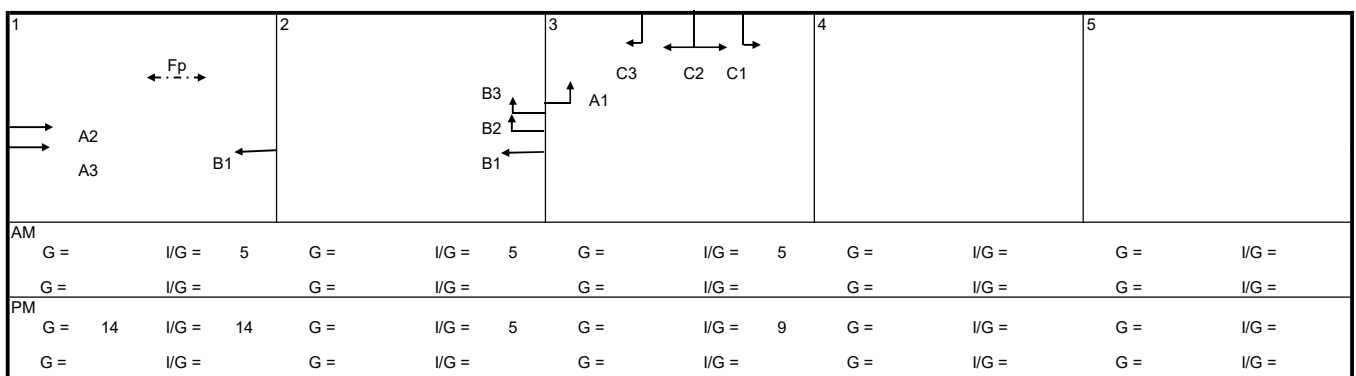 1 2 3 4 5
Fp C3 C2 C1
B3 A1
A2 B2
A3 B1 B1
AM
G = I/G = 5 G = I/G = 5 G = I/G = 5 G = I/G = G = I/G =
G = I/G = G = I/G = G = I/G = G = I/G = G = I/G =
PM
G = 14 I/G = 14 G = I/G = 5 G = I/G = 9 G = I/G = G = I/G =
G = I/G = G = I/G = G = I/G = G = I/G = G = I/G =